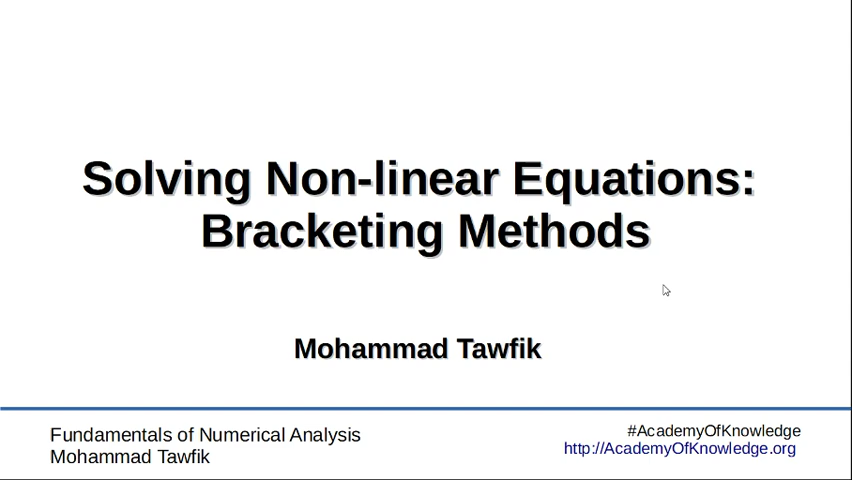 Solving Non-linear Equations:
Bracketing Methods
Mohammad Tawfik
Fundamentals of Numerical Analysis
Mohammad Tawfik
#AcademyOfKnowledge
http://AcademyOfKnowledge.org